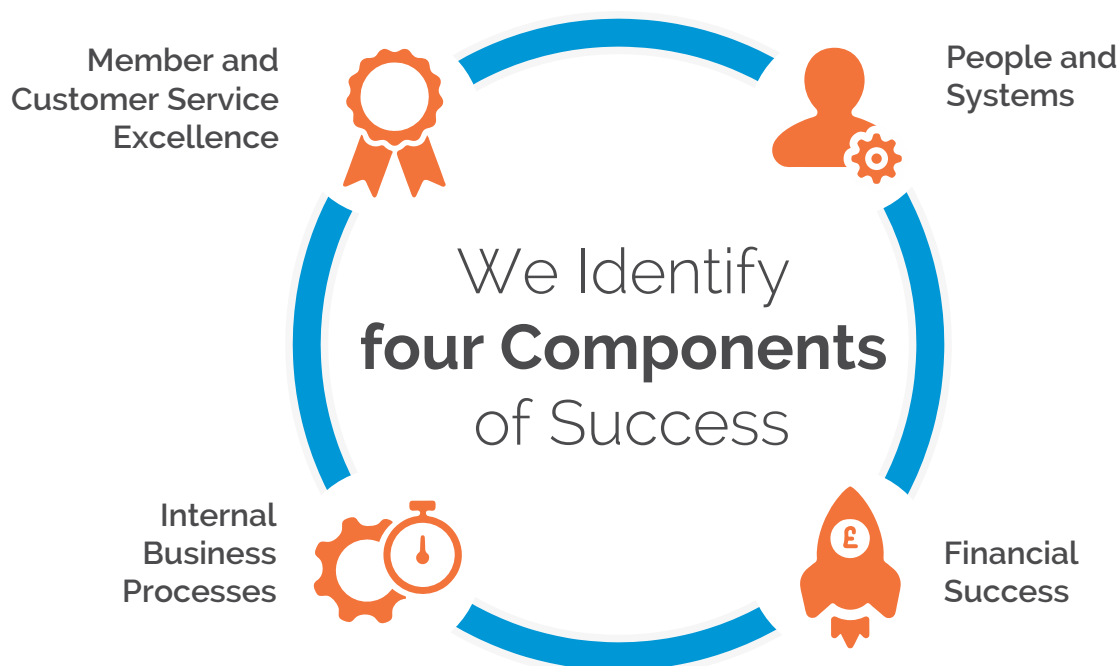 Member and
Customer Service
Excellence
People and
Systems
We Identify
four Components
of Success
Internal
Business
Processes
£
Financial
Success